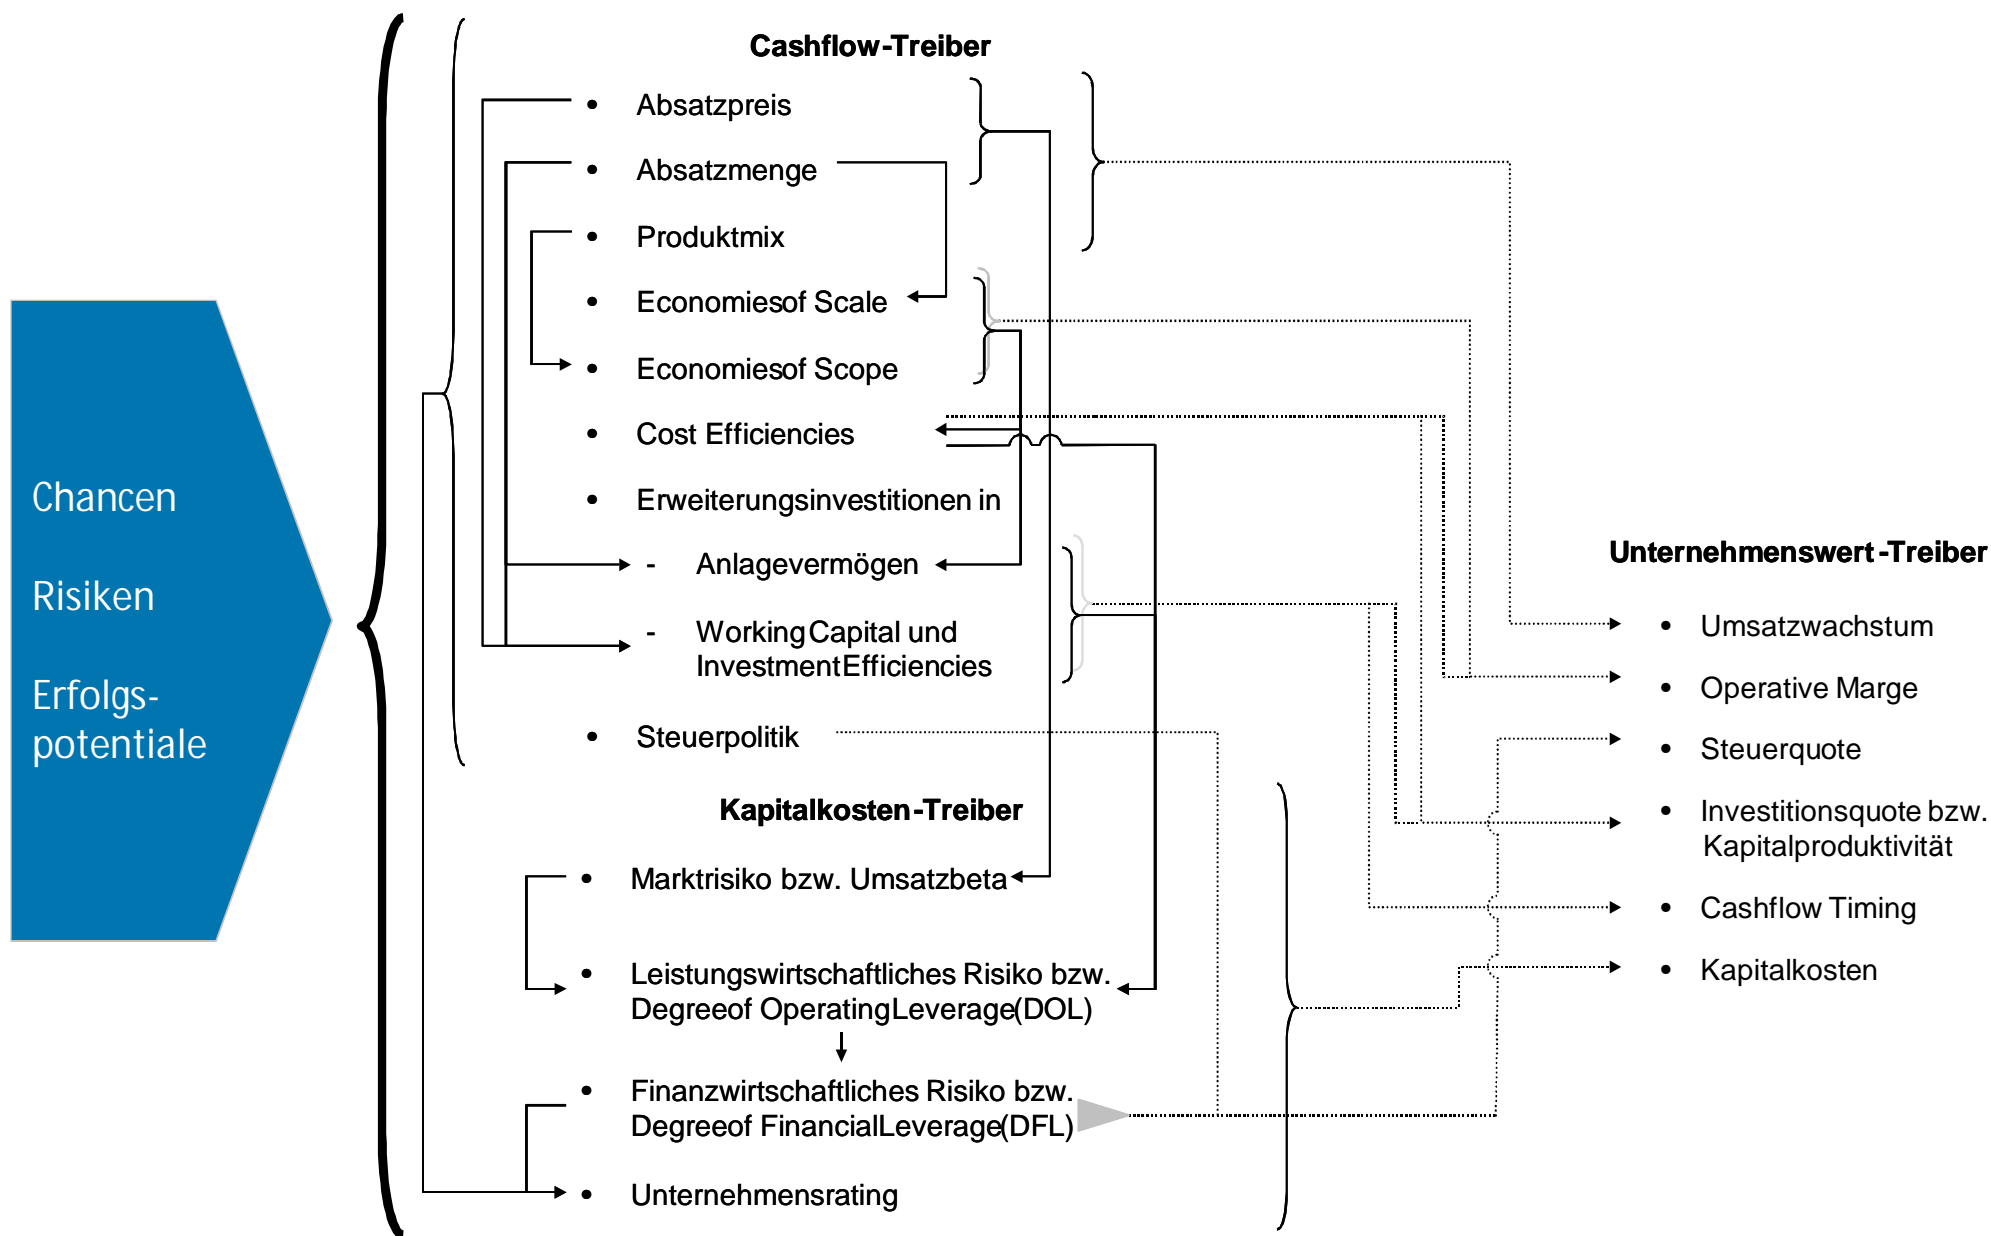 Chancen
Risiken
Erfolgs-
potentiale
Cashflow-Treiber
• Absatzpreis
• Absatzmenge
• Produktmix
• Economiesof Scale
• Economiesof Scope
• Cost Efficiencies
• Erweiterungsinvestitionen in
- Anlagevermögen
- WorkingCapital und
InvestmentEfficiencies
• Steuerpolitik
Kapitalkosten-Treiber
• Marktrisiko bzw. Umsatzbeta
• Leistungswirtschaftliches Risiko bzw.
Degreeof OperatingLeverage(DOL)
• Finanzwirtschaftliches Risiko bzw.
Degreeof FinancialLeverage(DFL)
• Unternehmensrating
Unternehmenswert-Treiber
• Umsatzwachstum
• Operative Marge
• Steuerquote
• Investitionsquote bzw.
Kapitalproduktivität
• Cashflow Timing
• Kapitalkosten